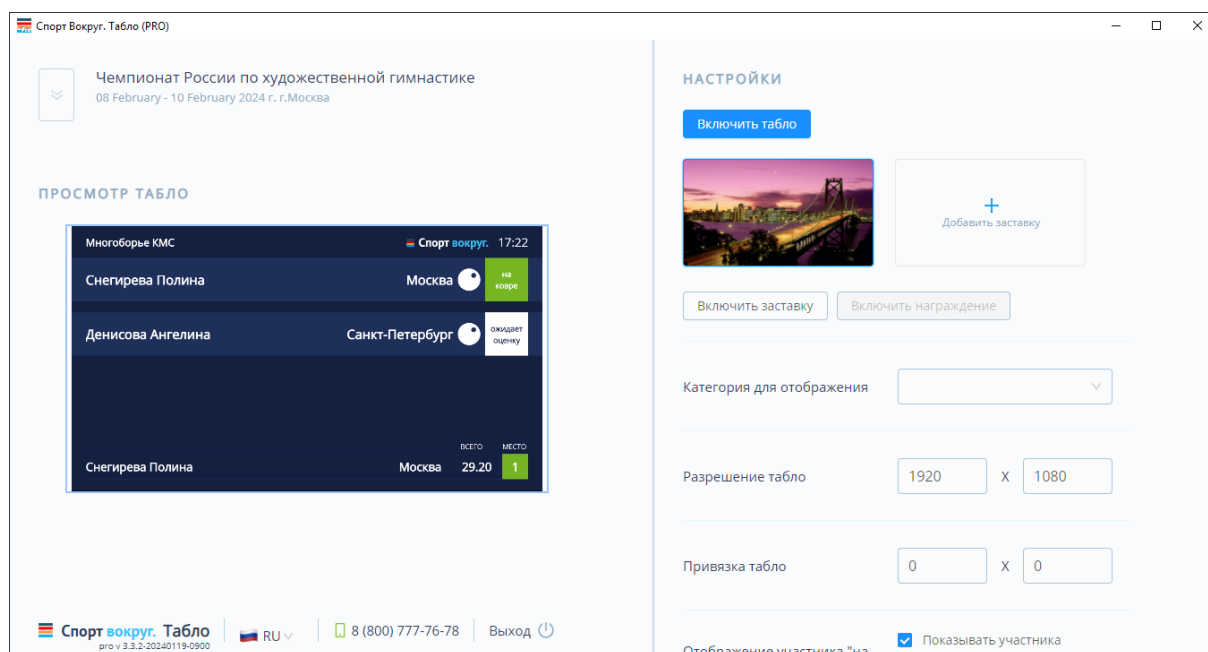 Спорт Вокруг. Табло (PRO)
Чемпионат России по художественной гимнастике
08 February - 10 February 2024 г. г.Москва
ПРОСМОТР ТАБЛО
Многоборье КМС Спорт вокруг. 17:22
Снегирева Полина Москва на ковре
Денисова Ангелина Санкт-Петербург ожидает оценку
ВСЕГО МЕСТО
Снегирева Полина Москва 29.20 1
Спорт вокруг. Табло
pro v 3.3.2-20240119-0900
RU
8 (800) 777-76-78
Выход
НАСТРОЙКИ
Включить табло
Добавить заставку
Включить заставку Включить награждение
Категория для отображения
Разрешение табло 1920 X 1080
Привязка табло 0 X 0
Отображение участника "на
Показывать участника